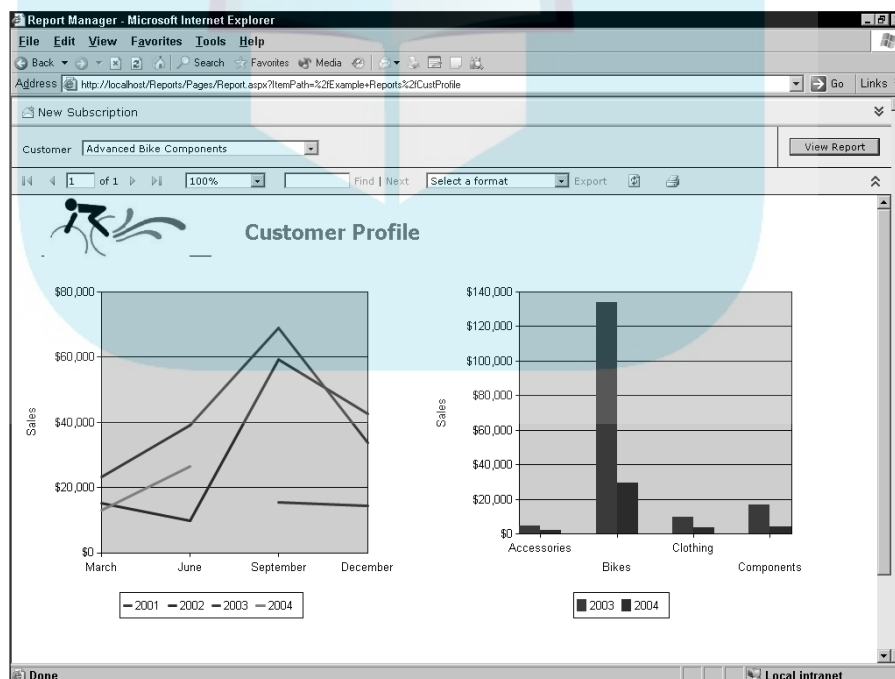 Report Manager - Microsoft Internet Explorer
File Edit View Favorites Tools Help
Back Search Favorites Media
Address http://localhost/Reports/Pages/Report.aspx?ItemPath=%2fExample+Reports%2fCustProfile Go Links
New Subscription
Customer Advanced Bike Components View Report
1 of 1 100% Find | Next Select a format Export
Customer Profile
$80,000
$60,000
$40,000
$20,000
$0
Sales
March June September December
2001 2002 2003 2004
$140,000
$120,000
$100,000
$80,000
$60,000
$40,000
$20,000
$0
Sales
Accessories Clothing
Bikes Components
2003 2004
Done Local intranet